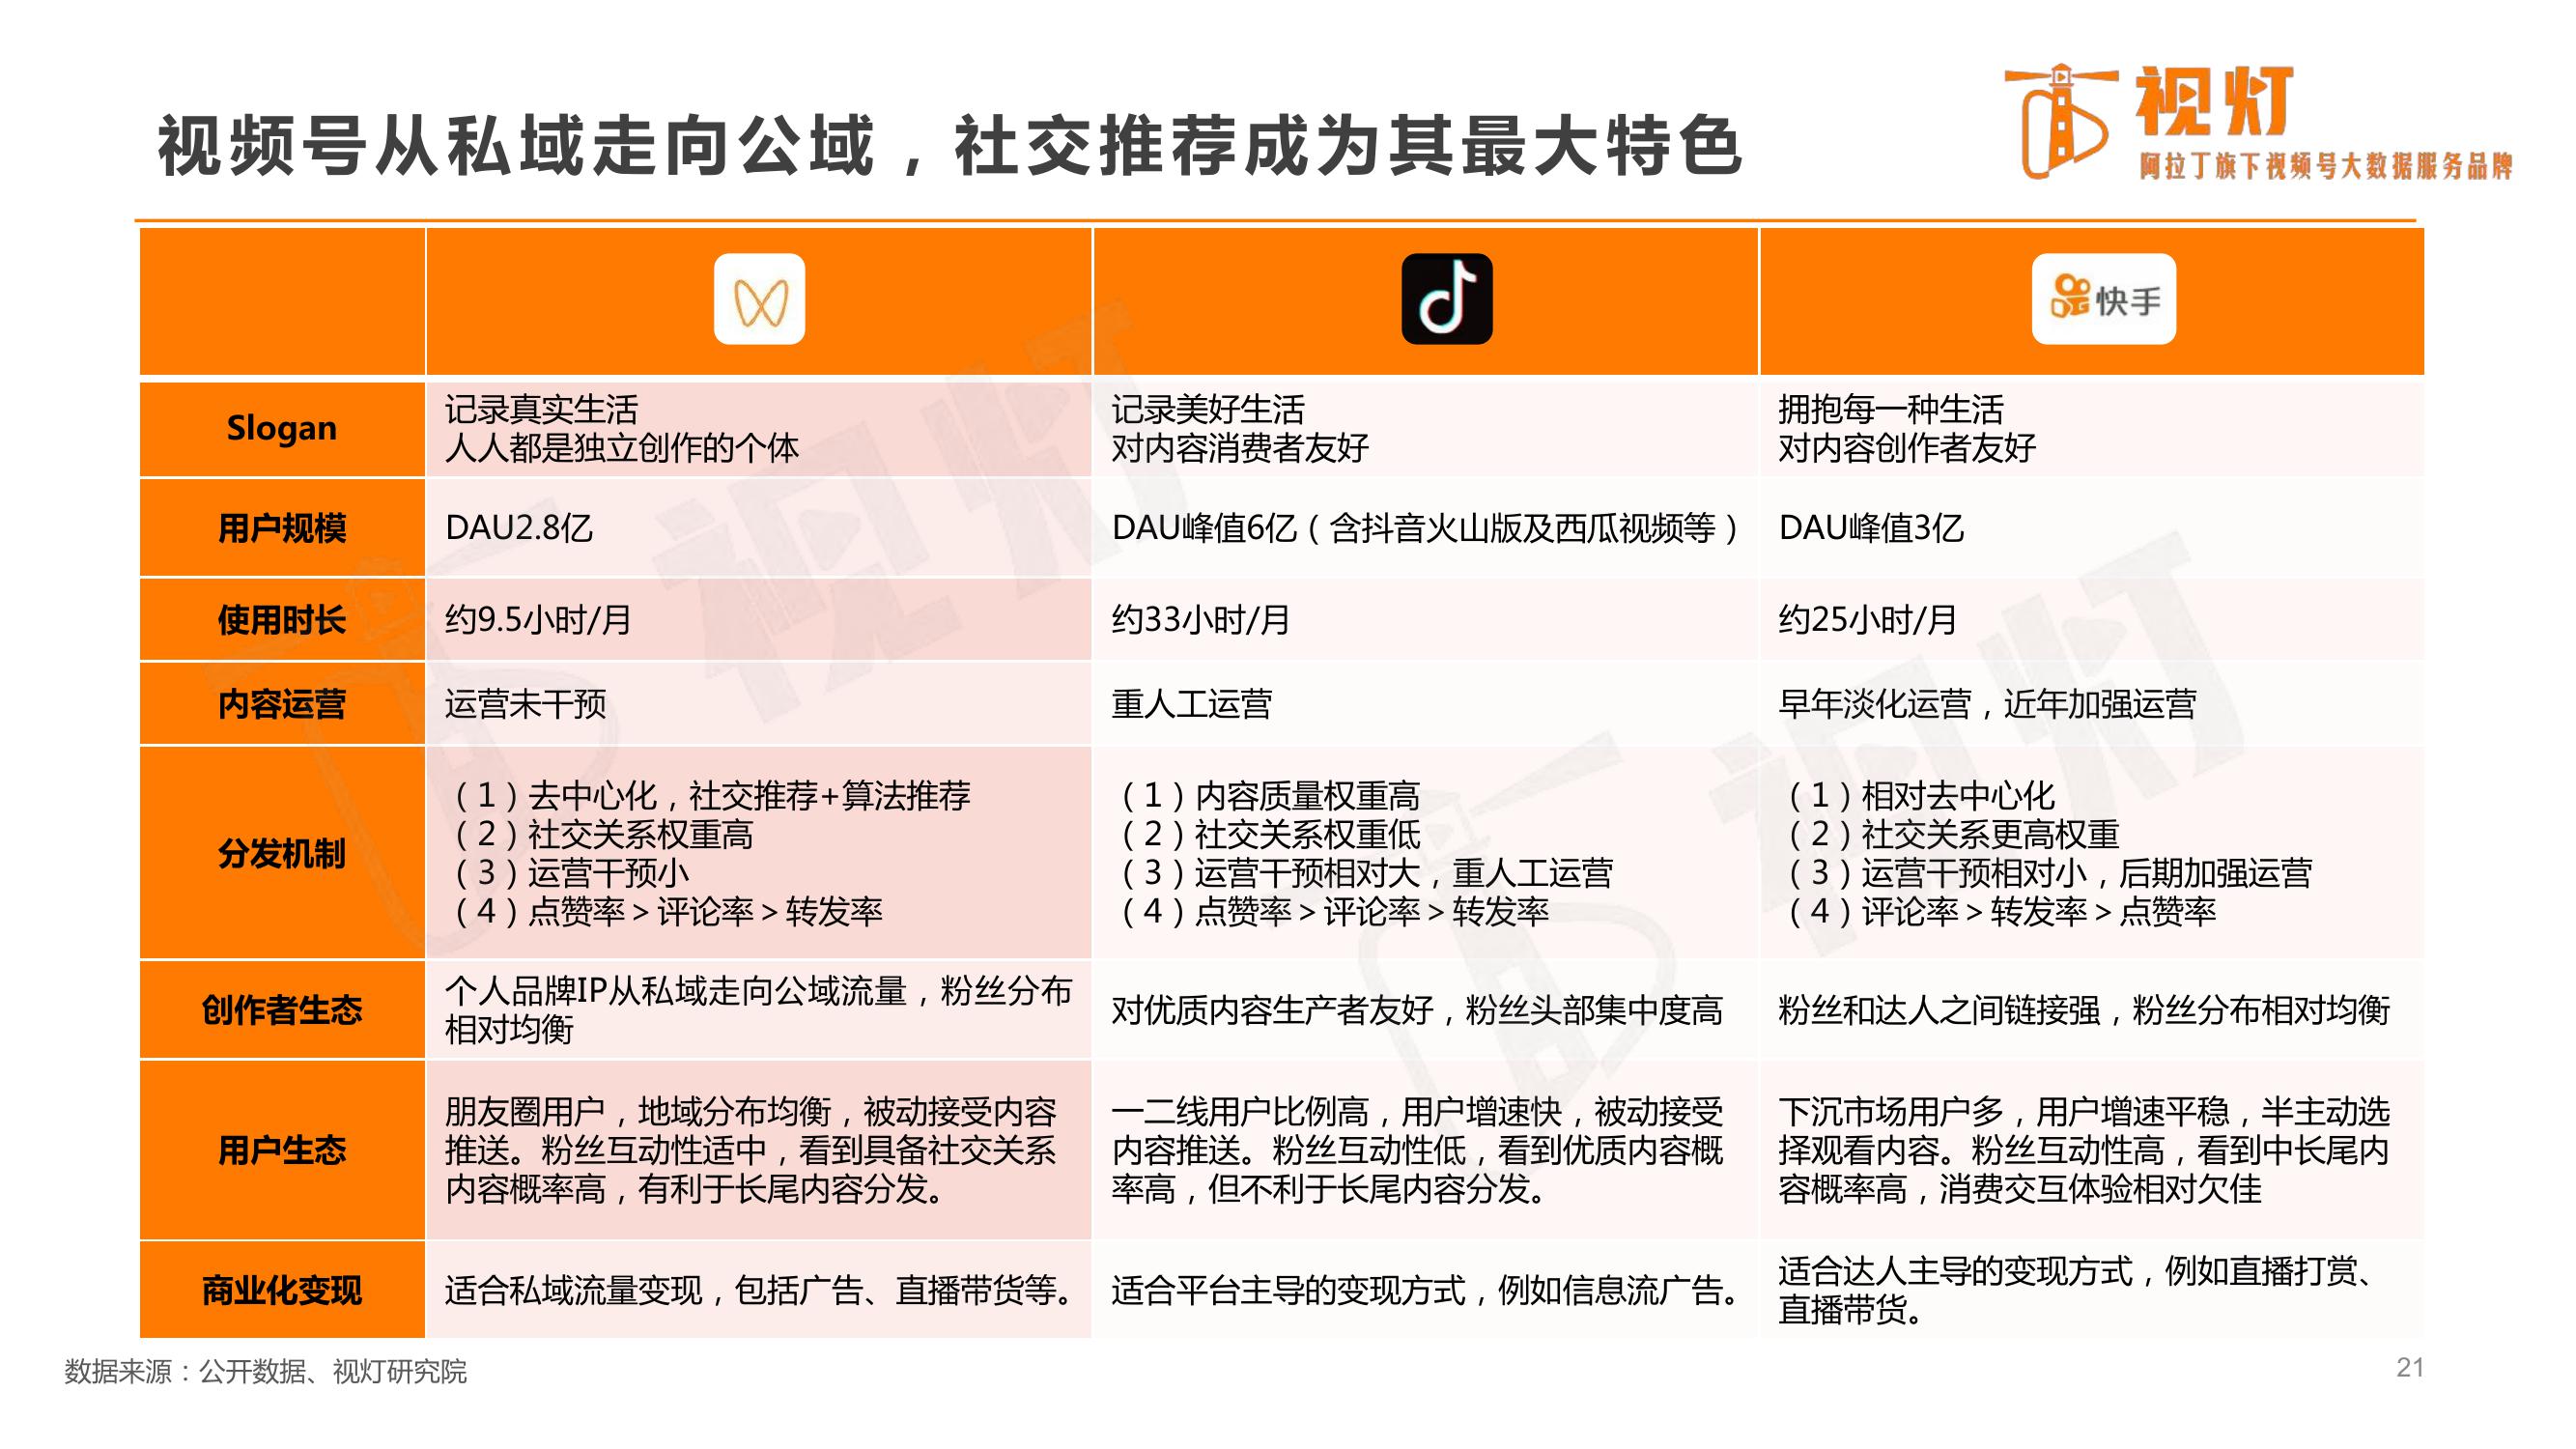 视频号从私域走向公域，社交推荐成为其最大特色
视灯
阿拉丁旗下视频号大数据服务品牌
快手
Slogan
记录真实生活
人人都是独立创作的个体
记录美好生活
对内容消费者友好
拥抱每一种生活
对内容创作者友好
用户规模
DAU2.8亿
DAU峰值6亿（含抖音火山版及西瓜视频等）
DAU峰值3亿
使用时长
约9.5小时/月
约33小时/月
约25小时/月
内容运营
运营未干预
重人工运营
早年淡化运营，近年加强运营
分发机制
（1）去中心化，社交推荐+算法推荐
（2）社交关系权重高
（3）运营干预小
（4）点赞率＞评论率＞转发率
（1）内容质量权重高
（2）社交关系权重低
（3）运营干预相对大，重人工运营
（4）点赞率＞评论率＞转发率
（1）相对去中心化
（2）社交关系更高权重
（3）运营干预相对小，后期加强运营
（4）评论率＞转发率＞点赞率
创作者生态
个人品牌IP从私域走向公域流量，粉丝分布
相对均衡
对优质内容生产者友好，粉丝头部集中度高
粉丝和达人之间链接强，粉丝分布相对均衡
用户生态
朋友圈用户，地域分布均衡，被动接受内容
推送。粉丝互动性适中，看到具备社交关系
内容概率高，有利于长尾内容分发。
一二线用户比例高，用户增速快，被动接受
内容推送。粉丝互动性低，看到优质内容概
率高，但不利于长尾内容分发。
下沉市场用户多，用户增速平稳，半主动选
择观看内容。粉丝互动性高，看到中长尾内
容概率高，消费交互体验相对欠佳
商业化变现
适合私域流量变现，包括广告、直播带货等。
适合平台主导的变现方式，例如信息流广告。
适合达人主导的变现方式，例如直播打赏、
直播带货。
数据来源：公开数据、视灯研究院
21
视灯
视灯